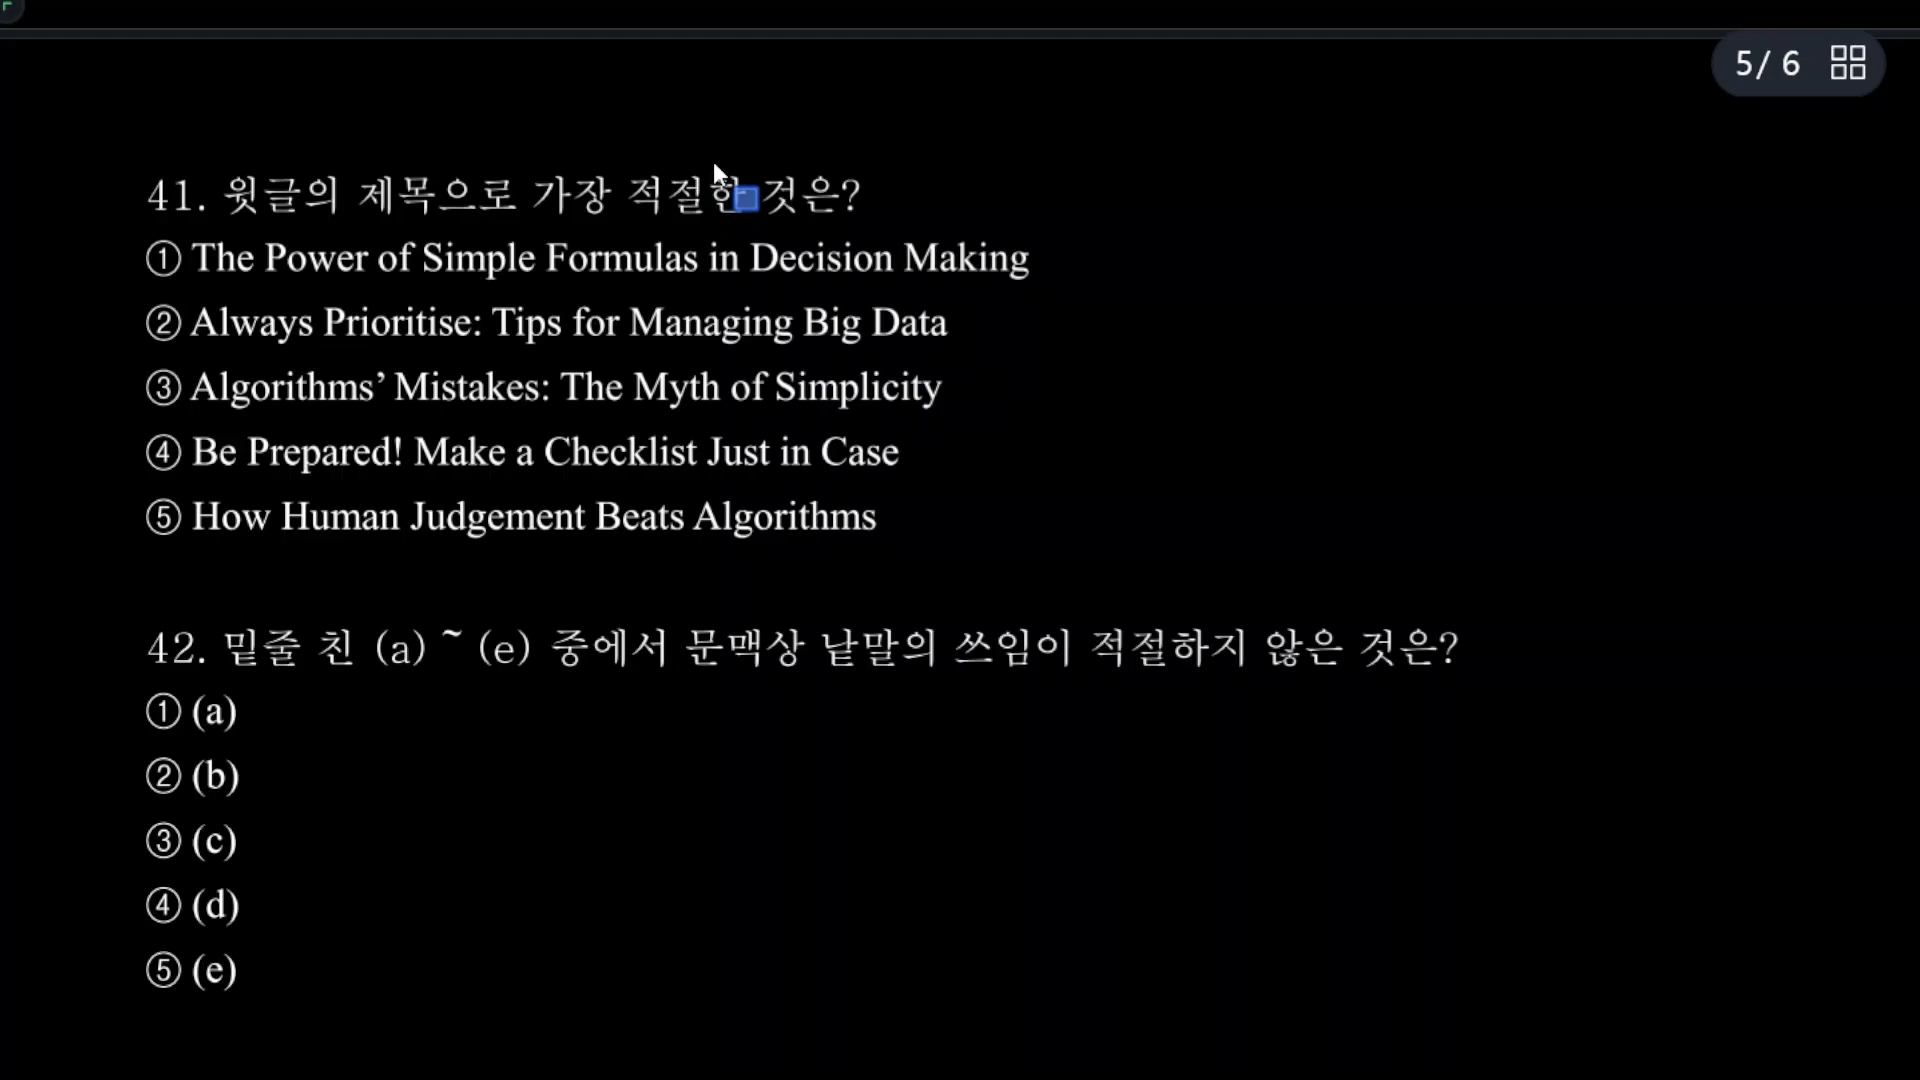 5/ 6
41. 윗글의 제목으로 가장 적절한 것은?
① The Power of Simple Formulas in Decision Making
② Always Prioritise: Tips for Managing Big Data
③ Algorithms’ Mistakes: The Myth of Simplicity
④ Be Prepared! Make a Checklist Just in Case
⑤ How Human Judgement Beats Algorithms
42. 밑줄 친 (a) ~ (e) 중에서 문맥상 낱말의 쓰임이 적절하지 않은 것은?
① (a)
② (b)
③ (c)
④ (d)
⑤ (e)